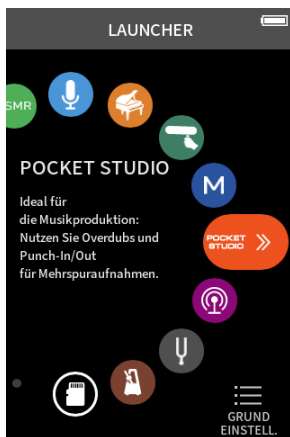 LAUNCHER
SMR
POCKET STUDIO
M
Ideal für
die Musikproduktion:
Nutzen Sie Overdubs und
Punch-In/Out
für Mehrspuraufnahmen.
POCKET
STUDIO
GRUND
EINSTELL.